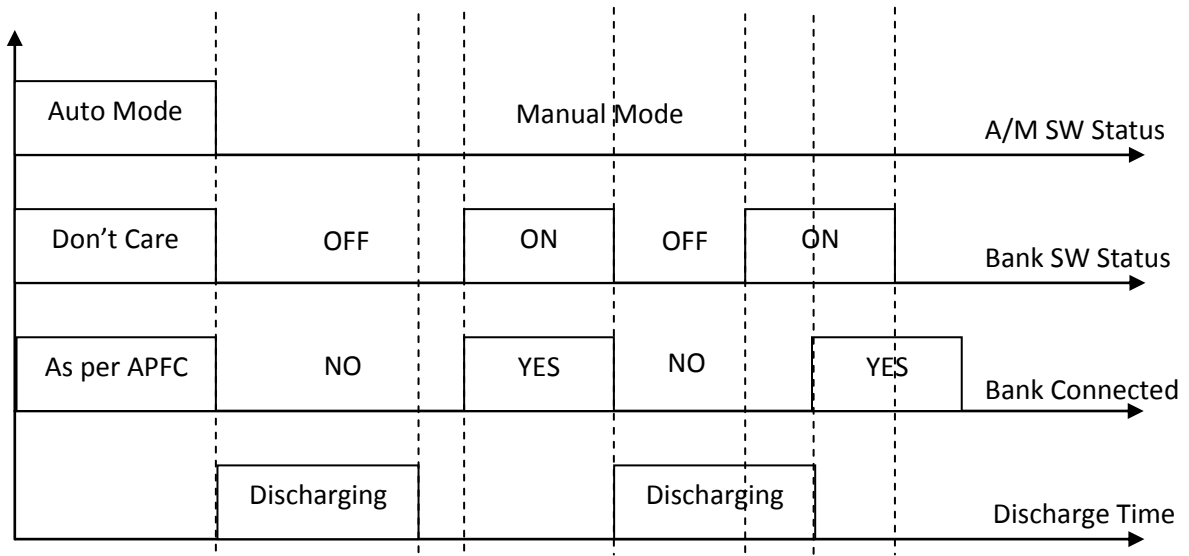 Auto Mode
Manual Mode
A/M SW Status
Don't Care
OFF
ON
OFF
ON
Bank SW Status
As per APFC
NO
YES
NO
YES
Bank Connected
Discharging
Discharging
Discharge Time